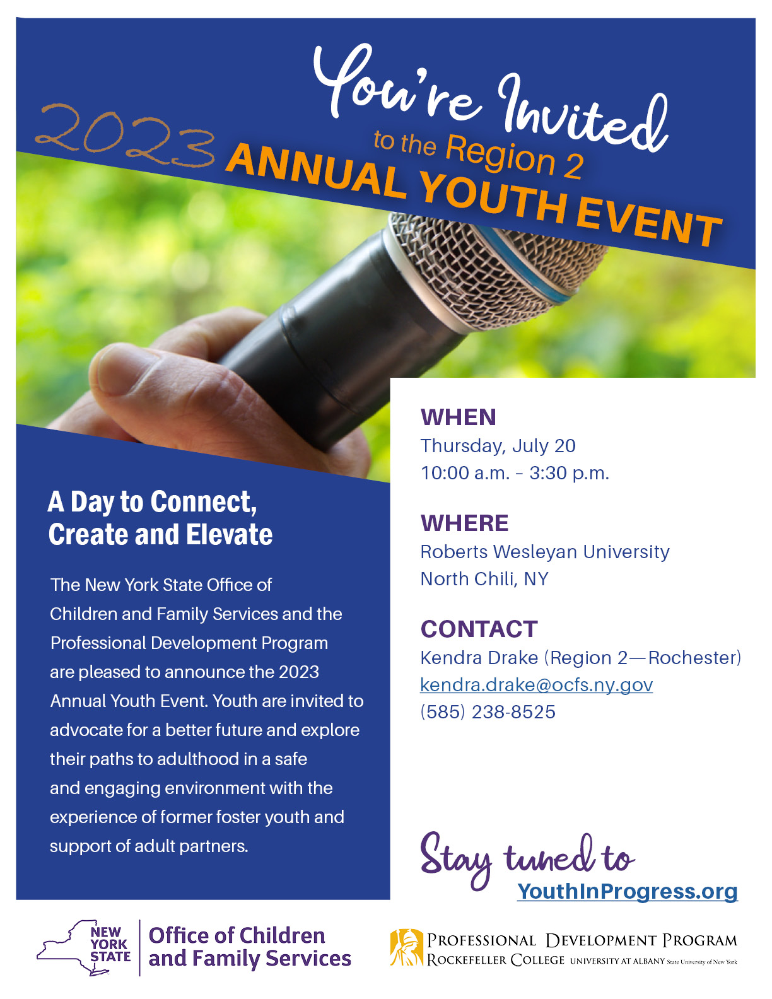 You're Invited
to the Region 2
2023 ANNUAL YOUTH EVENT
A Day to Connect,
Create and Elevate
The New York State Office of
Children and Family Services and the
Professional Development Program
are pleased to announce the 2023
Annual Youth Event. Youth are invited to
advocate for a better future and explore
their paths to adulthood in a safe
and engaging environment with the
experience of former foster youth and
support of adult partners.
WHEN
Thursday, July 20
10:00 a.m. – 3:30 p.m.
WHERE
Roberts Wesleyan University
North Chili, NY
CONTACT
Kendra Drake (Region 2—Rochester)
kendra.drake@ocfs.ny.gov
(585) 238-8525
Stay tuned to
YouthInProgress.org
NEW
YORK
STATE
Office of Children
and Family Services
PROFESSIONAL DEVELOPMENT PROGRAM
ROCKEFELLER COLLEGE UNIVERSITY AT ALBANY State University of New York